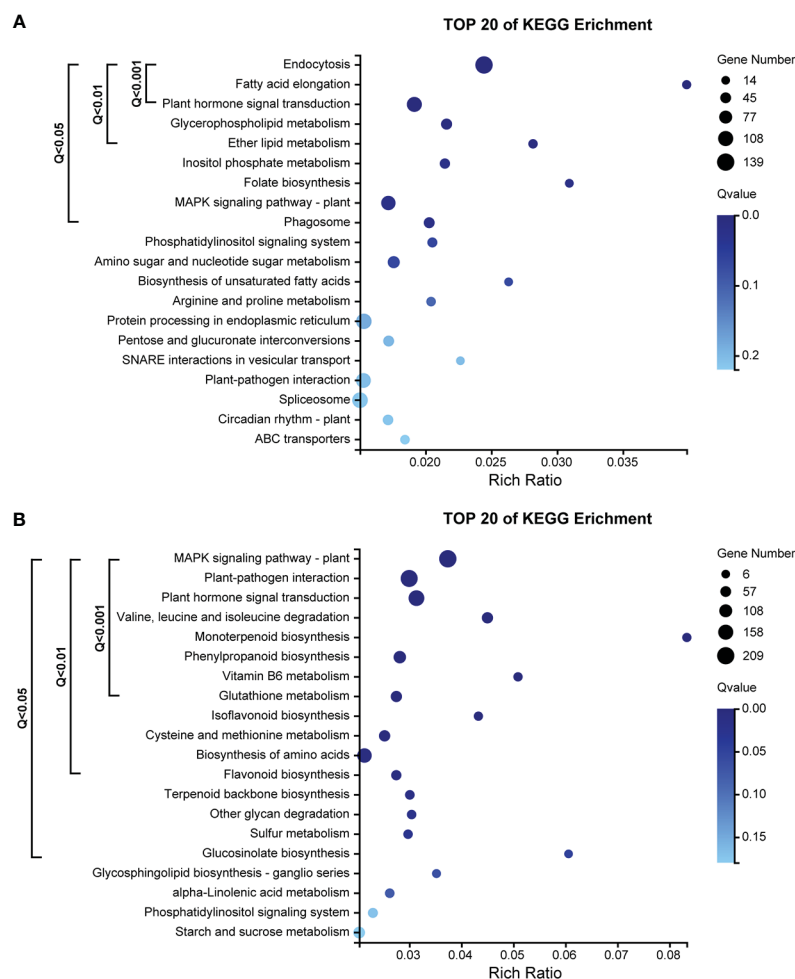 A
TOP 20 of KEGG Erichment
Q<0.05
Q<0.01
Q<0.001
Endocytosis
Fatty acid elongation
Plant hormone signal transduction
Glycerophospholipid metabolism
Ether lipid metabolism
Inositol phosphate metabolism
Folate biosynthesis
MAPK signaling pathway - plant
Phagosome
Phosphatidylinositol signaling system
Amino sugar and nucleotide sugar metabolism
Biosynthesis of unsaturated fatty acids
Arginine and proline metabolism
Protein processing in endoplasmic reticulum
Pentose and glucuronate interconversions
SNARE interactions in vesicular transport
Plant-pathogen interaction
Spliceosome
Circadian rhythm - plant
ABC transporters
0.020 0.025 0.030 0.035
Rich Ratio
Gene Number
14
45
77
108
139
Qvalue
0.0
0.1
0.2
B
TOP 20 of KEGG Erichment
Q<0.05
Q<0.01
Q<0.001
MAPK signaling pathway - plant
Plant-pathogen interaction
Plant hormone signal transduction
Valine, leucine and isoleucine degradation
Monoterpenoid biosynthesis
Phenylpropanoid biosynthesis
Vitamin B6 metabolism
Glutathione metabolism
Isoflavonoid biosynthesis
Cysteine and methionine metabolism
Biosynthesis of amino acids
Flavonoid biosynthesis
Terpenoid backbone biosynthesis
Other glycan degradation
Sulfur metabolism
Glucosinolate biosynthesis
Glycosphingolipid biosynthesis - ganglio series
alpha-Linolenic acid metabolism
Phosphatidylinositol signaling system
Starch and sucrose metabolism
0.03 0.04 0.05 0.06 0.07 0.08
Rich Ratio
Gene Number
6
57
108
158
209
Qvalue
0.00
0.05
0.10
0.15